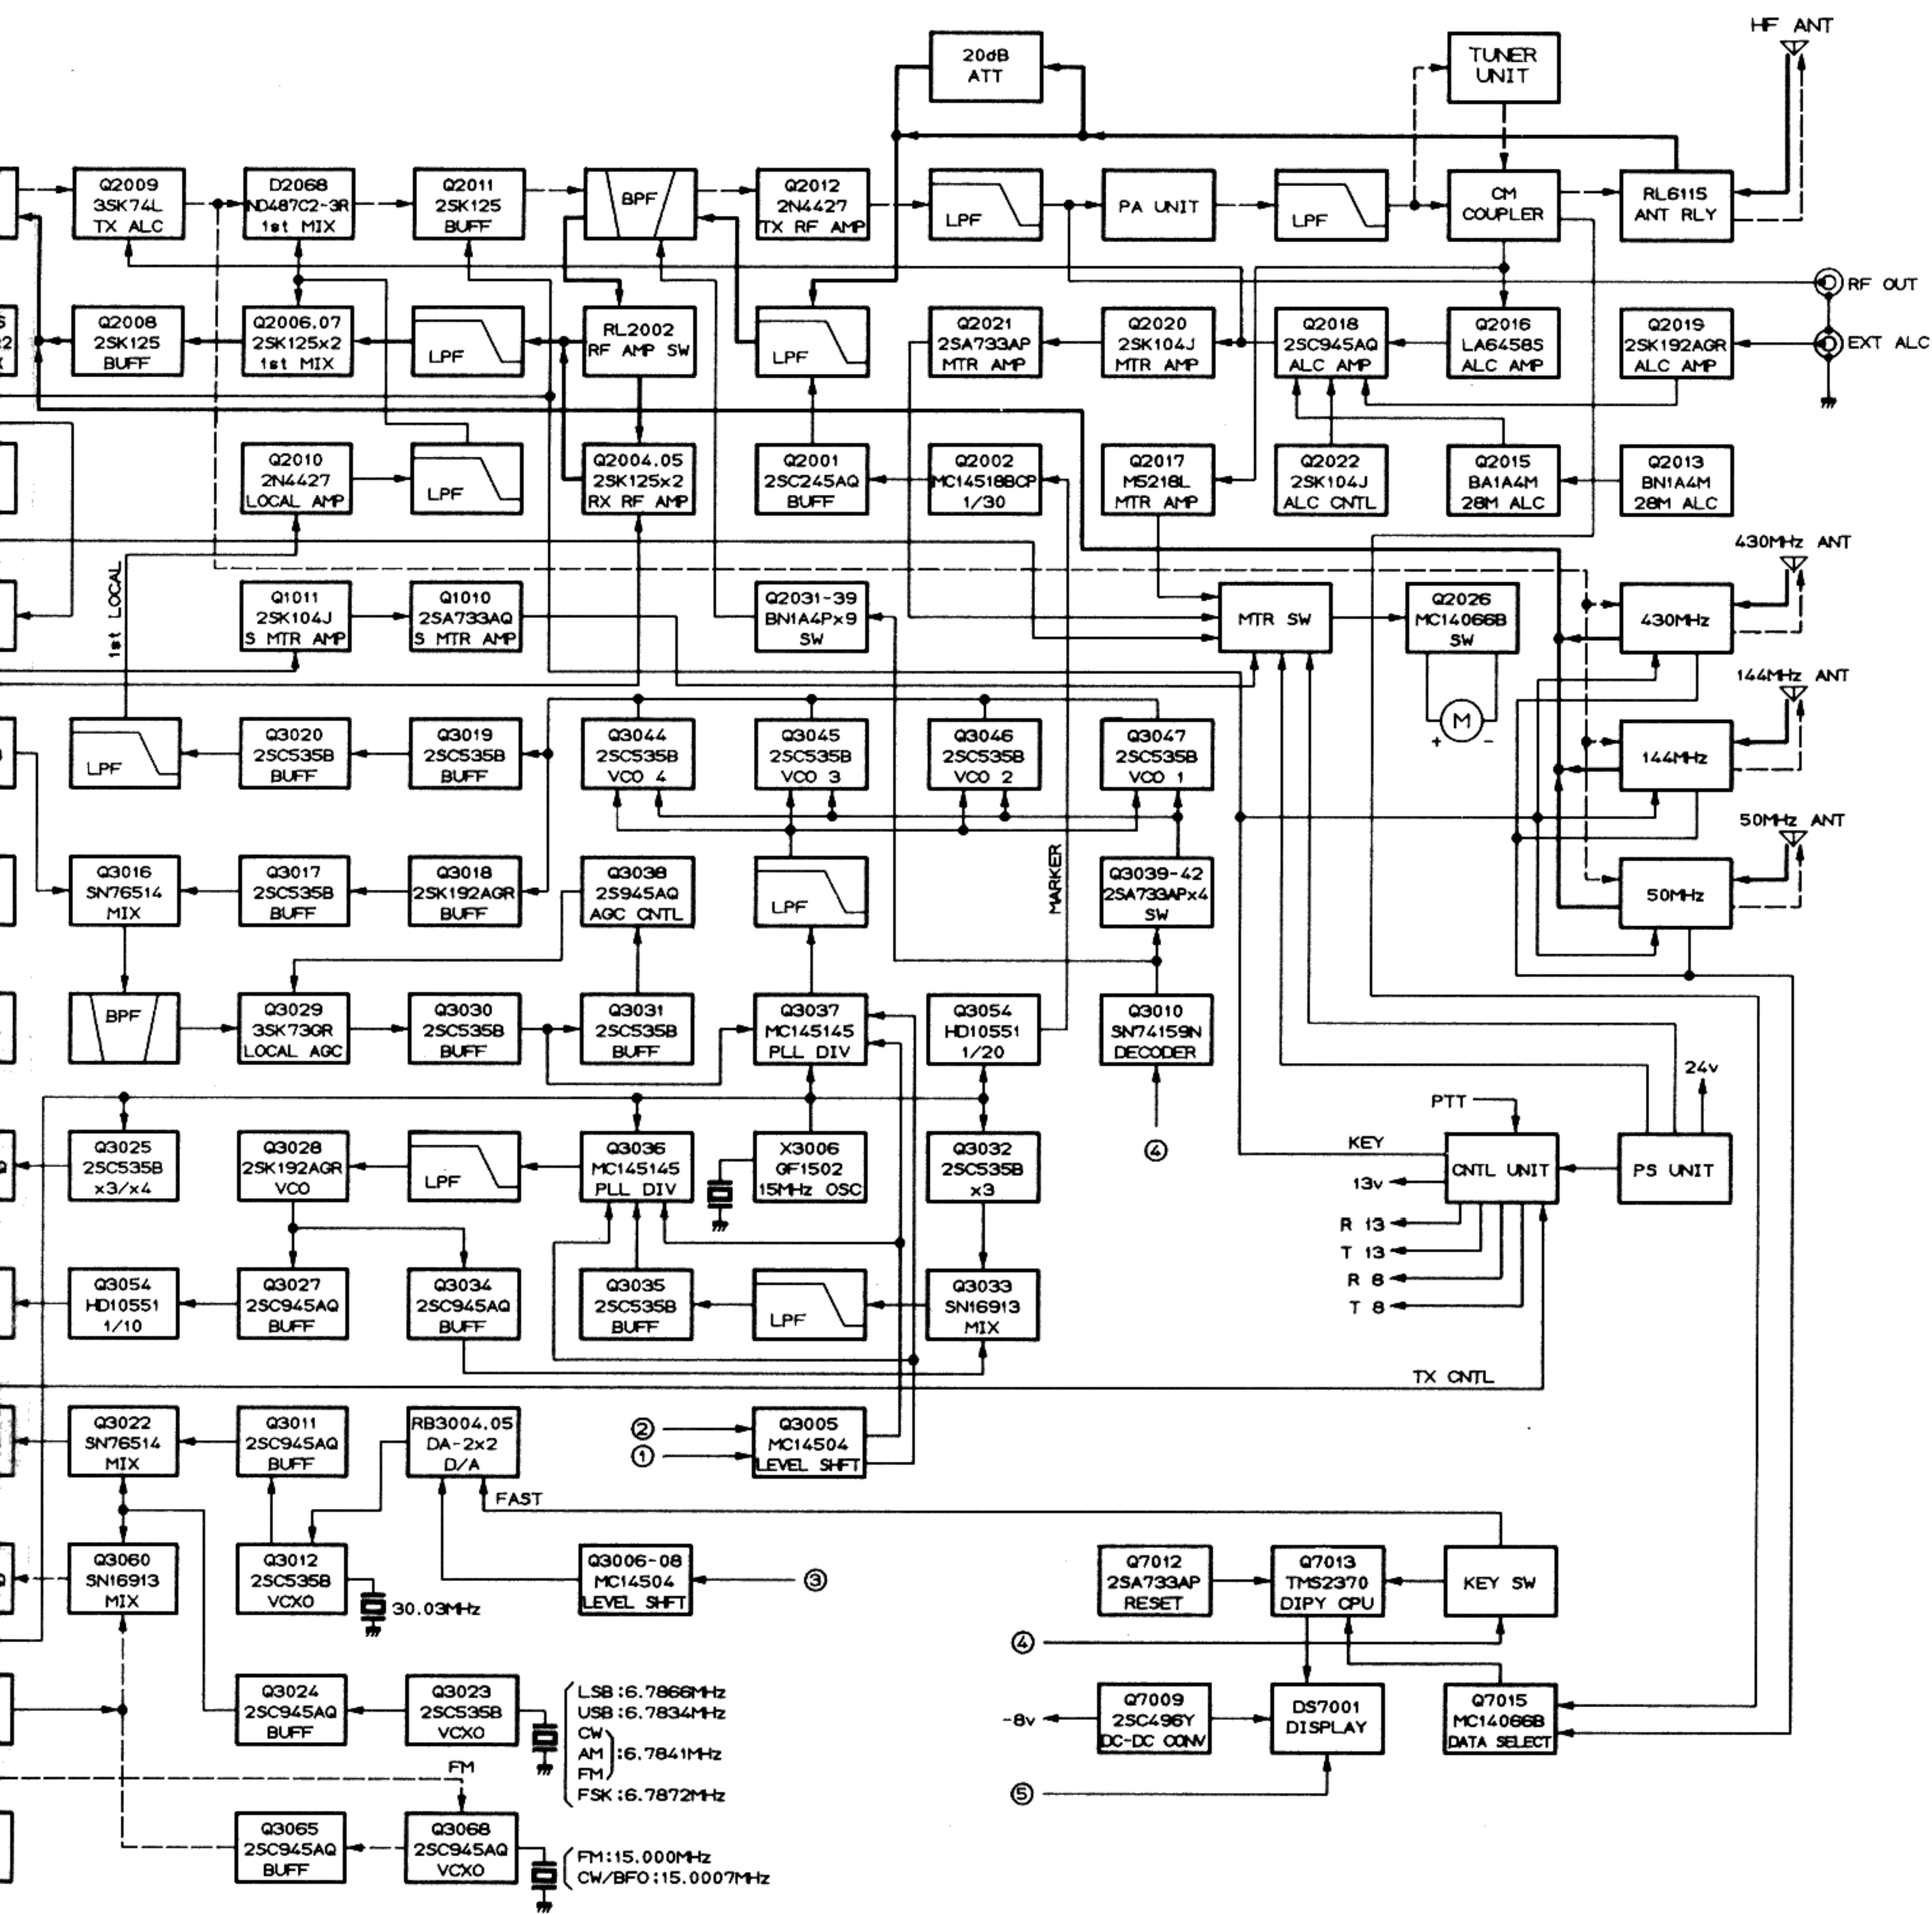 HF ANT
20dB
ATT
TUNER
UNIT
Q2009
3SK74L
TX ALC
D2068
ND487C2-3R
1st MIX
Q2011
2SK125
BUFF
BPF
Q2012
2N4427
TX RF AMP
LPF
PA UNIT
LPF
CM
COUPLER
RL6115
ANT RLY
RF OUT
Q2008
2SK125
BUFF
Q2006.07
2SK125x2
1st MIX
LPF
RL2002
RF AMP SW
LPF
Q2021
2SA733AP
MTR AMP
Q2020
2SK104J
MTR AMP
Q2018
2SC945AQ
ALC AMP
Q2016
LA6458S
ALC AMP
Q2019
2SK192AGR
ALC AMP
EXT ALC
Q2010
2N4427
LOCAL AMP
LPF
Q2004.05
2SK125x2
RX RF AMP
Q2001
2SC245AQ
BUFF
Q2002
MC14518BCP
1/30
Q2017
M5218L
MTR AMP
Q2022
2SK104J
ALC CNTL
Q2015
BA1A4M
28M ALC
Q2013
BN1A4M
28M ALC
430MHz ANT
1st LOCAL
Q1011
2SK104J
S MTR AMP
Q1010
2SA733AQ
S MTR AMP
Q2031-39
BN1A4Px9
SW
MTR SW
Q2026
MC14066B
SW
430MHz
M
+ -
144MHz ANT
LPF
Q3020
2SC535B
BUFF
Q3019
2SC535B
BUFF
Q3044
2SC535B
VCO 4
Q3045
2SC535B
VCO 3
Q3046
2SC535B
VCO 2
Q3047
2SC535B
VCO 1
144MHz
50MHz ANT
Q3016
SN76514
MIX
Q3017
2SC535B
BUFF
Q3018
2SK192AGR
BUFF
Q3038
2S945AQ
AGC CNTL
LPF
MARKER
Q3039-42
2SA733APx4
SW
50MHz
BPF
Q3029
3SK73GR
LOCAL AGC
Q3030
2SC535B
BUFF
Q3031
2SC535B
BUFF
Q3037
MC145145
PLL DIV
Q3054
HD10551
1/20
Q3010
SN74159N
DECODER
24v
PTT
Q3025
2SC535B
x3/x4
Q3028
2SK192AGR
VCO
LPF
Q3036
MC145145
PLL DIV
X3006
QF1502
15MHz OSC
Q3032
2SC535B
x3
④
KEY
13v
CNTL UNIT
PS UNIT
R 13
T 13
R 8
T 8
Q3054
HD10551
1/10
Q3027
2SC945AQ
BUFF
Q3034
2SC945AQ
BUFF
Q3035
2SC535B
BUFF
LPF
Q3033
SN16913
MIX
TX CNTL
Q3022
SN76514
MIX
Q3011
2SC945AQ
BUFF
RB3004.05
DA-2x2
D/A
②
①
Q3005
MC14504
LEVEL SHFT
FAST
Q3060
SN16913
MIX
Q3012
2SC535B
VCXO
30.03MHz
Q3006-08
MC14504
LEVEL SHFT
③
Q7012
2SA733AP
RESET
Q7013
TMS2370
DIPY CPU
KEY SW
④
Q3024
2SC945AQ
BUFF
Q3023
2SC535B
VCXO
LSB:6.7866MHz
USB:6.7834MHz
CW
AM :6.7841MHz
FM
FSK:6.7872MHz
-8v
Q7009
2SC496Y
DC-DC CONV
DS7001
DISPLAY
Q7015
MC14066B
DATA SELECT
FM
⑤
Q3065
2SC945AQ
BUFF
Q3068
2SC945AQ
VCXO
FM:15.000MHz
CW/BFO:15.0007MHz